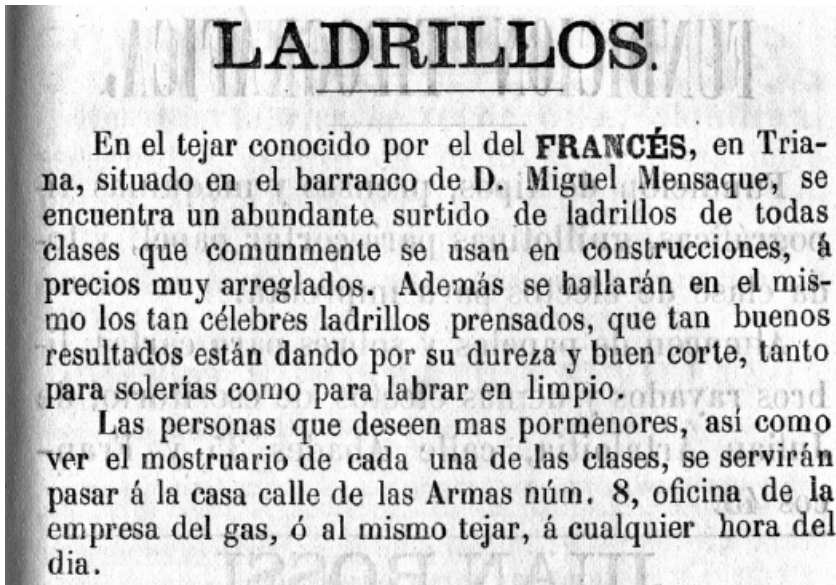 LADRILLOS.
En el tejar conocido por el del FRANCÉS, en Tria-
na, situado en el barranco de D. Miguel Mensaque, se
encuentra un abundante surtido de ladrillos de todas
clases que comunmente se usan en construcciones, á
precios muy arreglados. Además se hallarán en el mis-
mo los tan célebres ladrillos prensados, que tan buenos
resultados están dando por su dureza y buen corte, tanto
para solerías como para labrar en limpio.
Las personas que deseen mas pormenores, así como
ver el mostruario de cada una de las clases, se servirán
pasar á la casa calle de las Armas núm. 8, oficina de la
empresa del gas, ó al mismo tejar, á cualquier hora del
dia.